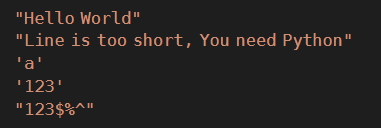 "Hello World"
"Line is too short, You need Python"
'a'
'123'
"123$%^"